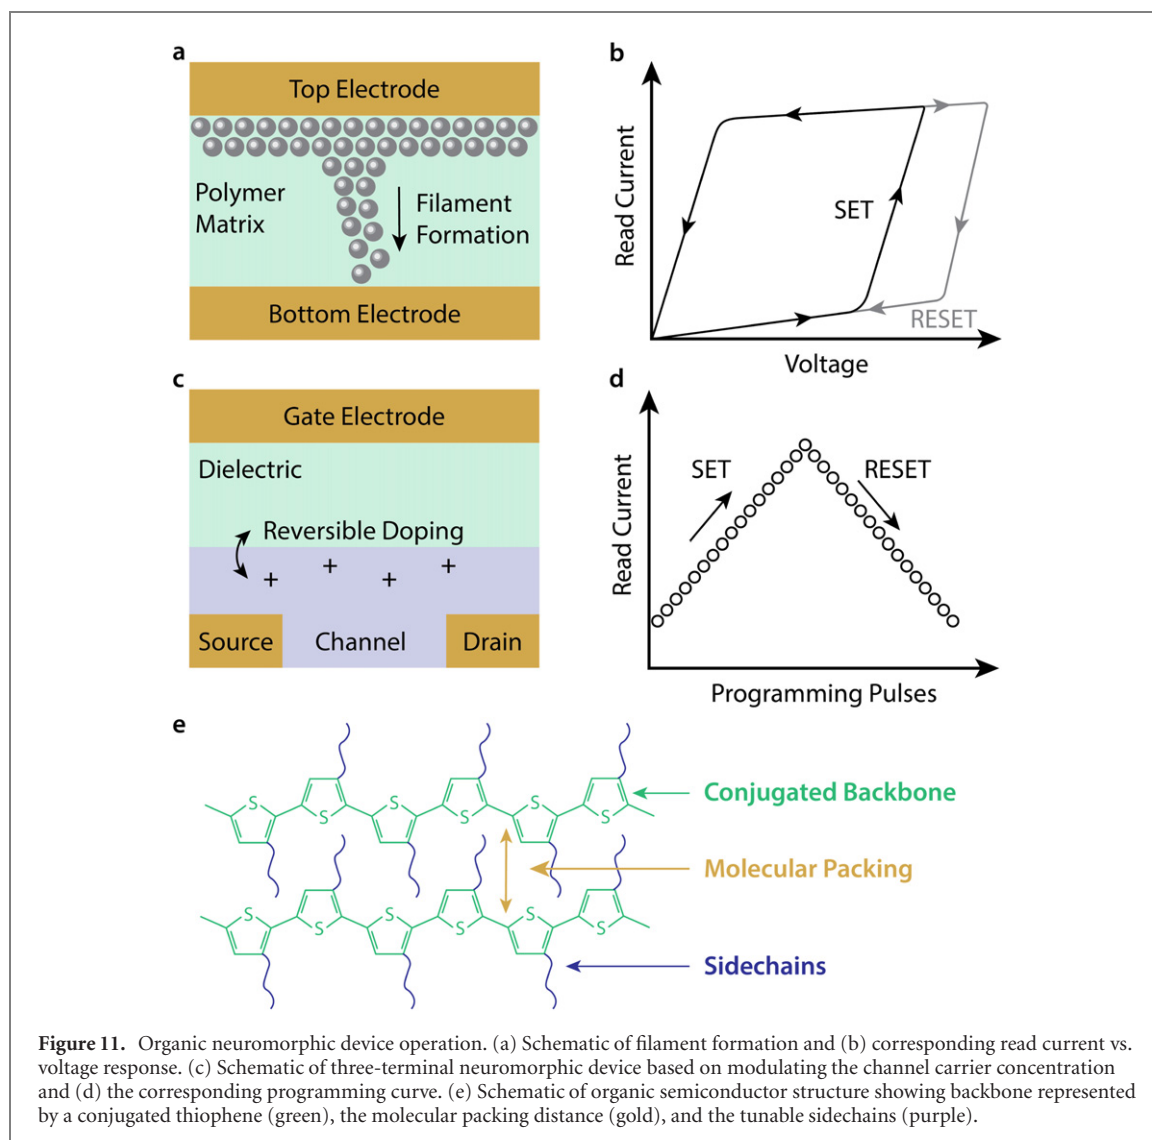 a
Top Electrode
Polymer
Matrix
Filament
Formation
Bottom Electrode
b
Read Current
SET
RESET
Voltage
c
Gate Electrode
Dielectric
Reversible Doping
+ + + +
Source
Channel
Drain
d
Read Current
SET
RESET
Programming Pulses
e
S S S S S S
Conjugated Backbone
Molecular Packing
S S S S S S
Sidechains
Figure 11. Organic neuromorphic device operation. (a) Schematic of filament formation and (b) corresponding read current vs.
voltage response. (c) Schematic of three-terminal neuromorphic device based on modulating the channel carrier concentration
and (d) the corresponding programming curve. (e) Schematic of organic semiconductor structure showing backbone represented
by a conjugated thiophene (green), the molecular packing distance (gold), and the tunable sidechains (purple).